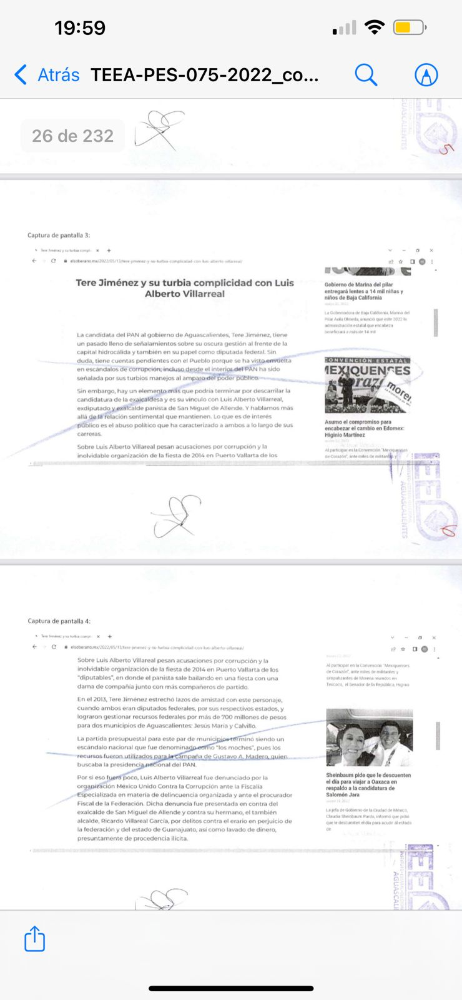 19:59
Atrás
TEEA-PES-075-2022_co...
26 de 232
AGUASCALIENTES
5
Captura de pantalla 3:
Tere Jiménez y su turbia compli
elsoberano.mx/2022/05/13/tere-jimenez-y-su-turbia-complicidad-con-luis-alberto-villarreal/
Tere Jiménez y su turbia complicidad con Luis
Alberto Villarreal
La candidata del PAN al gobierno de Aguascalientes, Tere Jiménez, tiene
un pasado lleno de señalamientos sobre su oscura gestión al frente de la
capital hidrocálida y también en su papel como diputada federal. Sin
duda, tiene cuentas pendientes con el Pueblo porque se ha visto envuelta
en escándalos de corrupción; incluso desde el interior del PAN ha sido
señalada por sus turbios manejos al amparo del poder público.
Sin embargo, hay un elemento más que podría terminar por descarrilar la
candidatura de la exalcaldesa y es su vínculo con Luis Alberto Villarreal,
exdiputado y exalcalde panista de San Miguel de Allende. Y hablamos más
allá de la relación sentimental que mantienen. Lo que es de interés
público es el abuso político que ha caracterizado a ambos a lo largo de sus
carreras.
Sobre Luis Alberto Villarreal pesan acusaciones por corrupción y la
inolvidable organización de la fiesta de 2014 en Puerto Vallarta de los
Gobierno de Marina del pilar
entregará lentes a 14 mil niñas y
niños de Baja California
La Gobernadora de Baja California, Marina del
Pilar Avila Olmeda, anunció que este 2022 la
administración estatal que encabeza
beneficiará a más de 14 mil
CONVENCIÓN ESTATAL
MEXIQUENSES
de
moren
Asumo el compromiso para
encabezar el cambio en Edomex:
Higinio Martínez
Al participar en la Convención "Mexiquenses
de Corazón", ante miles de militantes y
IEE
AGUASCALIENTES
6
Captura de pantalla 4:
Tere Jiménez y su turbia compli
elsoberano.mx/2022/05/13/tere-jimenez-y-su-turbia-complicidad-con-luis-alberto-villarreal/
Sobre Luis Alberto Villarreal pesan acusaciones por corrupción y la
inolvidable organización de la fiesta de 2014 en Puerto Vallarta de los
"diputables", en donde el panista sale bailando en una fiesta con una
dama de compañía junto con más compañeros de partido.
En el 2013, Tere Jiménez estrechó lazos de amistad con este personaje,
cuando ambos eran diputados federales, por sus respectivos estados, y
lograron gestionar recursos federales por más de 700 millones de pesos
para dos municipios de Aguascalientes: Jesús María y Calvillo.
La partida presupuestal para este par de municipios terminó siendo un
escándalo nacional que fue denominado como "los moches", pues los
recursos fueron utilizados para la campaña de Gustavo A. Madero, quien
buscaba la presidencia nacional del PAN.
Por si eso fuera poco, Luis Alberto Villarreal fue denunciado por la
organización México Unido Contra la Corrupción ante la Fiscalía
Especializada en materia de delincuencia organizada y ante el procurador
Fiscal de la Federación. Dicha denuncia fue presentada en contra del
exalcalde de San Miguel de Allende y contra su hermano, el también
alcalde, Ricardo Villareal García, por delitos contra el erario en perjuicio de
la federación y del estado de Guanajuato, así como lavado de dinero,
presuntamente de procedencia ilícita.
Al participar en la Convención "Mexiquenses
de Corazón", ante miles de militantes y
simpatizantes de Morena reunidos en
Texcoco, el Senador de la República, Higinio
Sheinbaum pide que le descuenten
el día para viajar a Oaxaca en
respaldo a la candidatura de
Salomón Jara
La jefa de Gobierno de la Ciudad de México,
Claudia Sheinbaum Pardo, informó que pidió
que le descuenten el día para acudir al estado
de
IEE
AGUASCALI